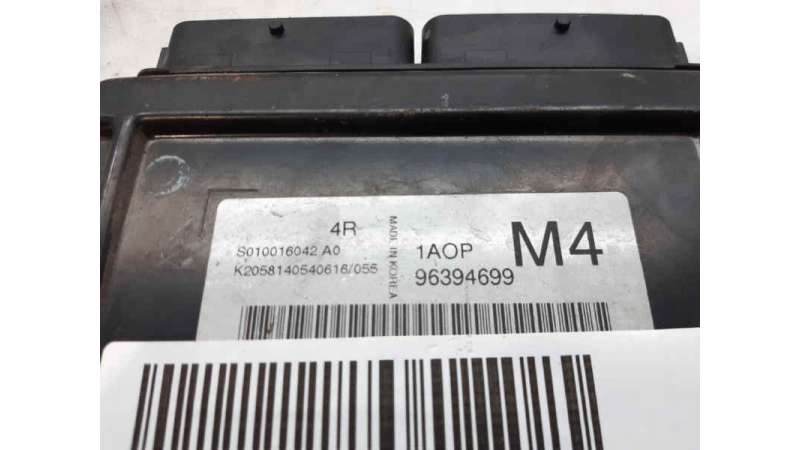 4R
S010016042 A0
K2058140540616/055
MADE IN KOREA
1AOP
96394699
M4